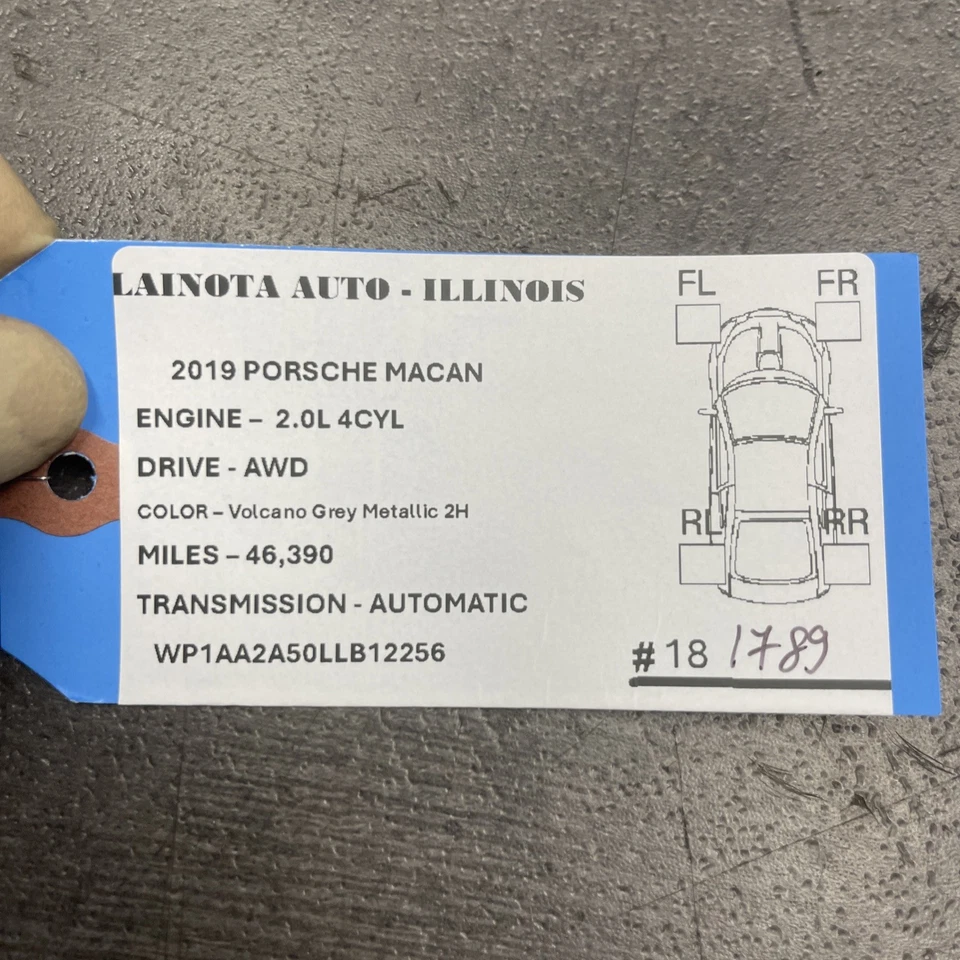 LAINOTA AUTO - ILLINOIS
2019 PORSCHE MACAN
ENGINE – 2.0L 4CYL
DRIVE - AWD
COLOR – Volcano Grey Metallic 2H
MILES – 46,390
TRANSMISSION - AUTOMATIC
WP1AA2A50LLB12256
FL FR
RL RR
#18 1789